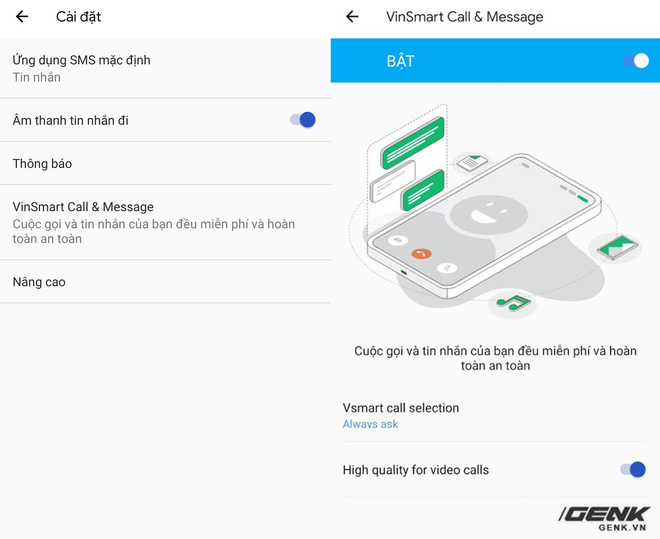 Cài đặt
Ứng dụng SMS mặc định
Tin nhắn
Âm thanh tin nhắn đi
Thông báo
VinSmart Call & Message
Cuộc gọi và tin nhắn của bạn đều miễn phí và hoàn
toàn an toàn
Nâng cao
VinSmart Call & Message
BẬT
Cuộc gọi và tin nhắn của bạn đều miễn phí và hoàn
toàn an toàn
Vsmart call selection
Always ask
High quality for video calls
GENK
GENK.VN